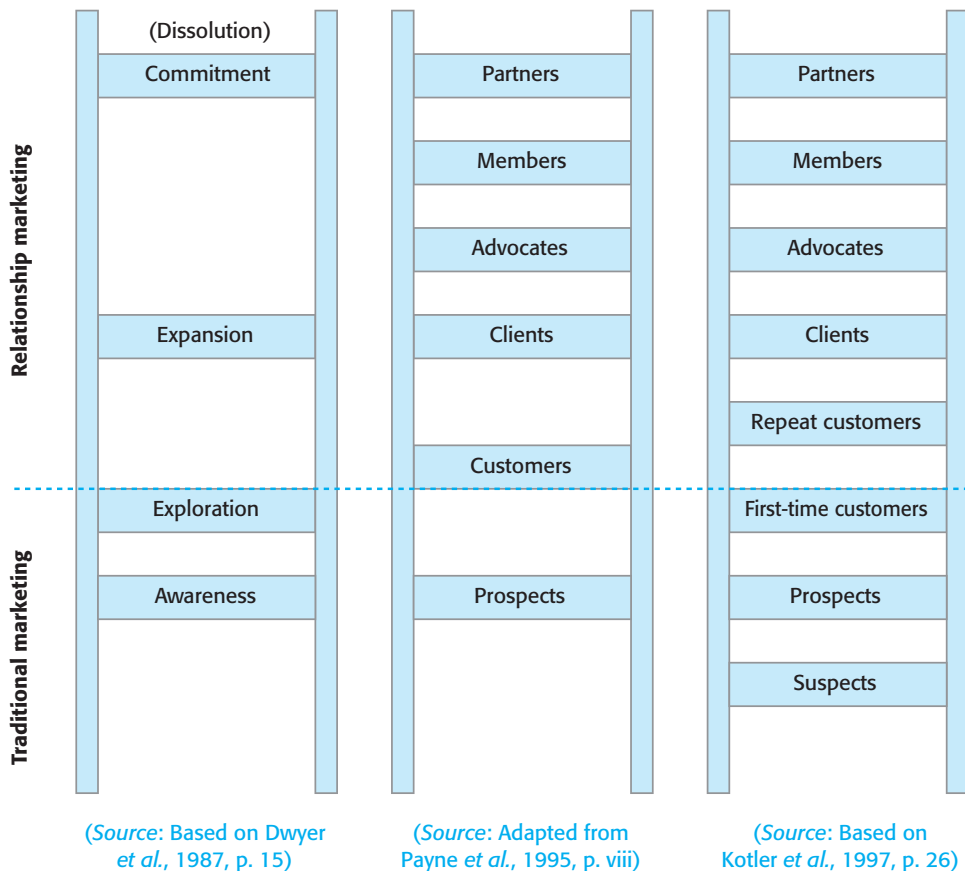 Relationship marketing
Traditional marketing
(Dissolution)
Commitment
Expansion
Exploration
Awareness
(Source: Based on Dwyer
et al., 1987, p. 15)
Partners
Members
Advocates
Clients
Customers
Prospects
(Source: Adapted from
Payne et al., 1995, p. viii)
Partners
Members
Advocates
Clients
Repeat customers
First-time customers
Prospects
Suspects
(Source: Based on
Kotler et al., 1997, p. 26)